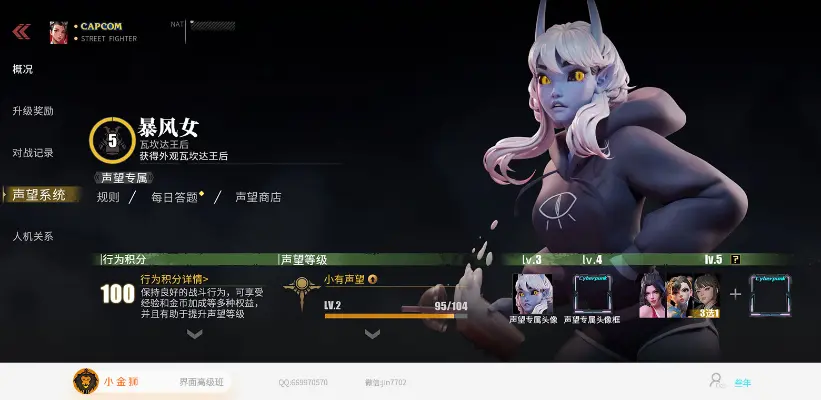 CAPCOM
STREET FIGHTER
NAT
概况
升级奖励
对战记录
声望系统
人机关系
5
暴风女
瓦坎达王后
获得外观瓦坎达王后
声望专属
规则 / 每日答题 / 声望商店
行为积分
声望等级
lv.3
lv.4
lv.5 ?
100
行为积分详情>
保持良好的战斗行为，可享受
经验和金币加成等多种权益，
并且有助于提升声望等级
小有声望
LV.2
95/104
声望专属头像
Cyberpunk
声望专属头像框
3选1
+
Cyberpunk
小金狮
界面高级班
QQ:669970570
微信:jin7702
叁年